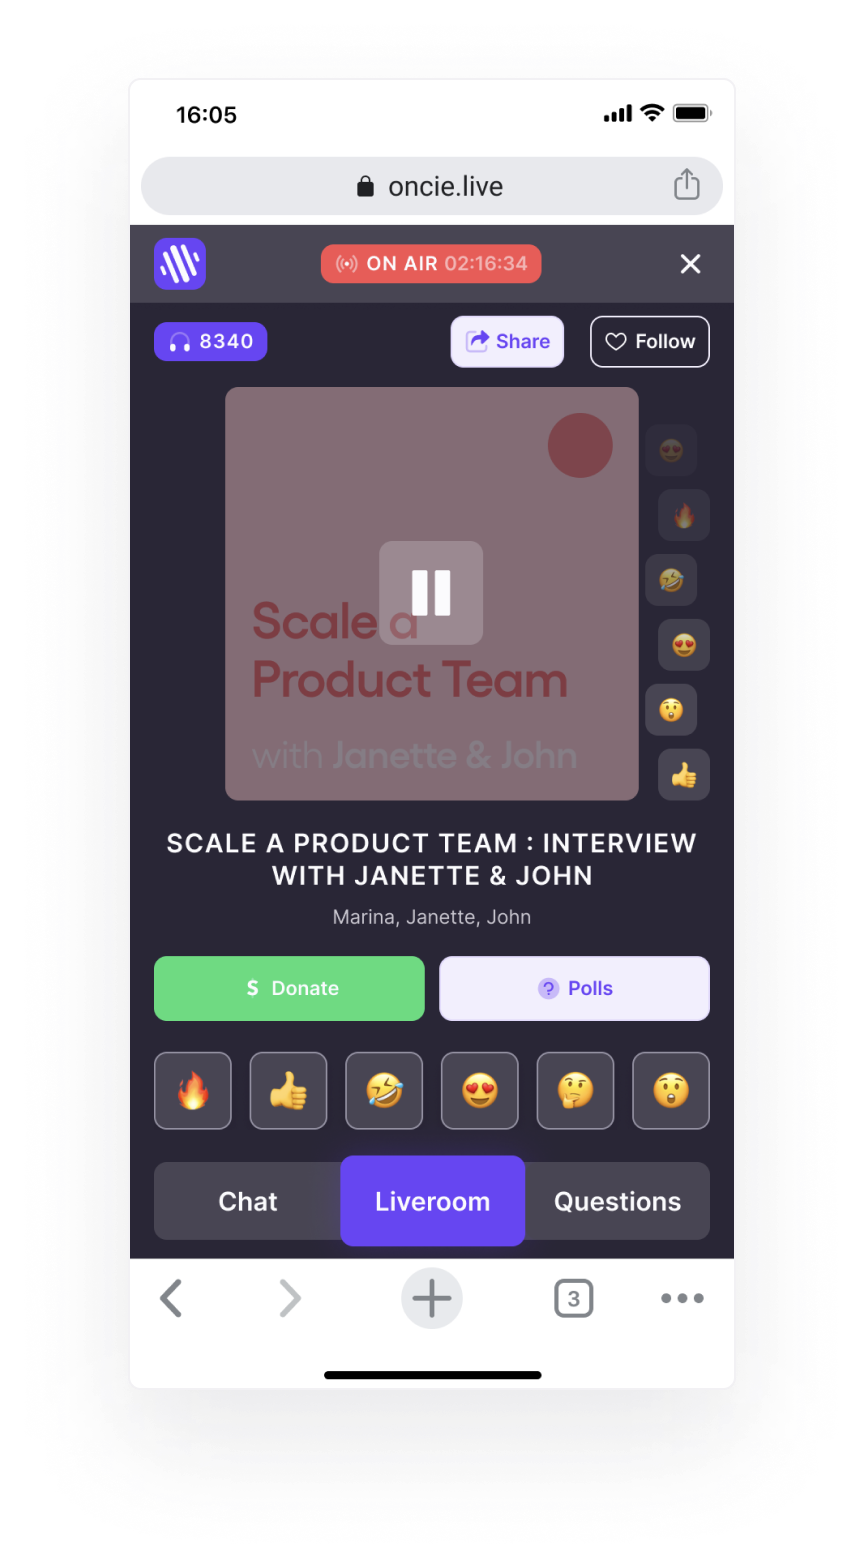 16:05
oncie.live
ON AIR 02:16:34
8340
Share
Follow
Scale a
Product Team
with Janette & John
SCALE A PRODUCT TEAM : INTERVIEW
WITH JANETTE & JOHN
Marina, Janette, John
$ Donate
? Polls
Chat
Liveroom
Questions
3